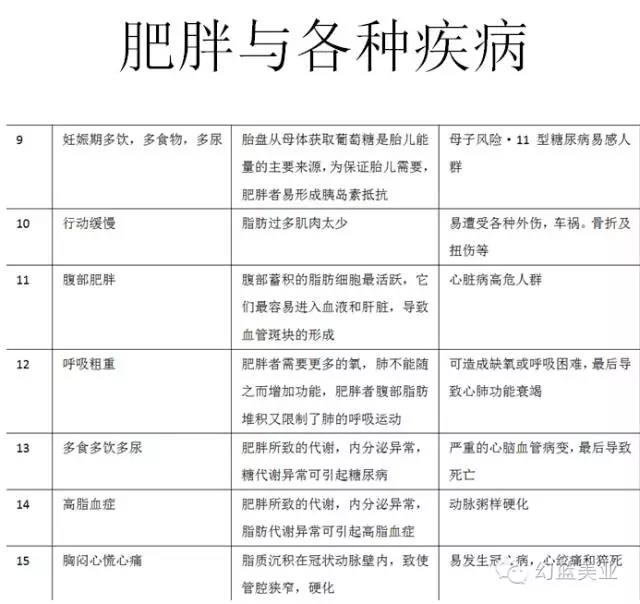 肥胖与各种疾病
9 妊娠期多饮，多食物，多尿 胎盘从母体获取葡萄糖是胎儿能 母子风险·11 型糖尿病易感人
量的主要来源，为保证胎儿需要， 群
肥胖者易形成胰岛素抵抗
10 行动缓慢 脂肪过多肌肉太少 易遭受各种外伤，车祸。骨折及
扭伤等
11 腹部肥胖 腹部蓄积的脂肪细胞最活跃，它 心脏病高危人群
们最容易进入血液和肝脏，导致
血管斑块的形成
12 呼吸粗重 肥胖者需要更多的氧，肺不能随 可造成缺氧或呼吸困难，最后导
之而增加功能，肥胖者腹部脂肪 致心肺功能衰竭
堆积又限制了肺的呼吸运动
13 多食多饮多尿 肥胖所致的代谢，内分泌异常， 严重的心脑血管病变，最后导致
糖代谢异常可引起糖尿病 死亡
14 高脂血症 肥胖所致的代谢，内分泌异常， 动脉粥样硬化
脂肪代谢异常可引起高脂血症
15 胸闷心慌心痛 脂质沉积在冠状动脉壁内，致使 易发生冠心病，心绞痛和猝死
管腔狭窄，硬化
幻蓝美业